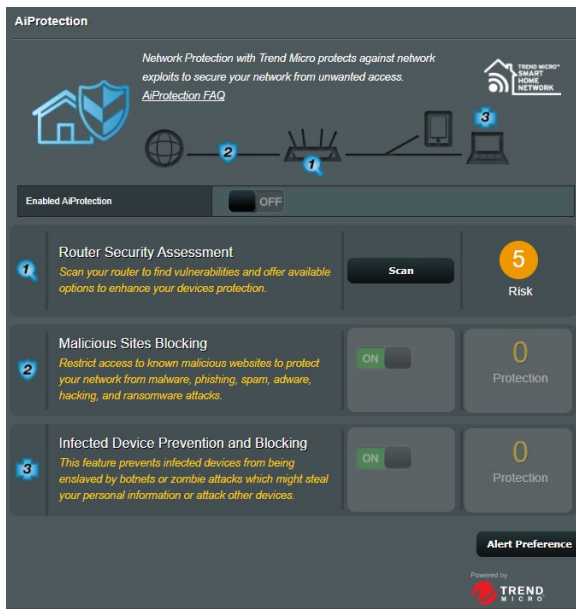 AiProtection
Network Protection with Trend Micro protects against network
exploits to secure your network from unwanted access.
AiProtection FAQ
TREND MICRO™
SMART
HOME
NETWORK
3
2
1
Enabled AiProtection
OFF
1
Router Security Assessment
Scan your router to find vulnerabilities and offer available
options to enhance your devices protection.
Scan
5
Risk
2
Malicious Sites Blocking
Restrict access to known malicious websites to protect
your network from malware, phishing, spam, adware,
hacking, and ransomware attacks.
ON
0
Protection
3
Infected Device Prevention and Blocking
This feature prevents infected devices from being
enslaved by botnets or zombie attacks which might steal
your personal information or attack other devices.
ON
0
Protection
Alert Preference
Powered by
TREND
MICRO